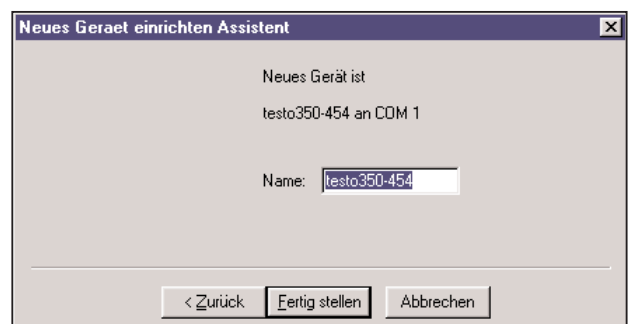 Neues Geraet einrichten Assistent
Neues Gerät ist
testo350-454 an COM 1
Name: testo350-454
< Zurück Fertig stellen Abbrechen